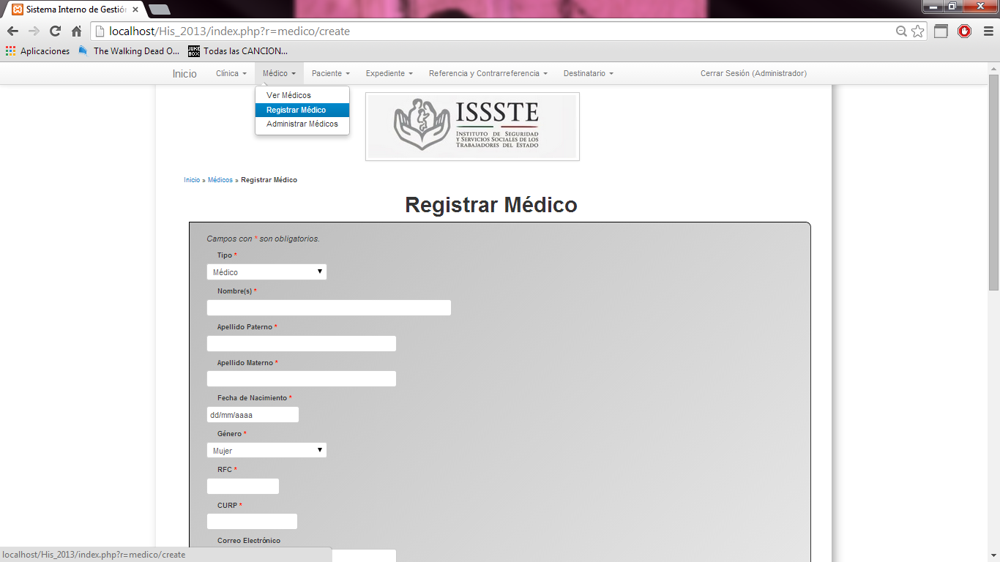 Sistema Interno de Gestión
localhost/His_2013/index.php?r=medico/create
Aplicaciones The Walking Dead O... JUKE BOX Todas las CANCION...
Inicio Clínica Médico Paciente Expediente Referencia y Contrarreferencia Destinatario Cerrar Sesión (Administrador)
Ver Médicos
Registrar Médico
Administrar Médicos
ISSSTE
INSTITUTO DE SEGURIDAD
Y SERVICIOS SOCIALES DE LOS
TRABAJADORES DEL ESTADO
Inicio » Médicos » Registrar Médico
Registrar Médico
Campos con * son obligatorios.
Tipo *
Médico
Nombre(s) *
Apellido Paterno *
Apellido Materno *
Fecha de Nacimiento *
dd/mm/aaaa
Género *
Mujer
RFC *
CURP *
Correo Electrónico
localhost/His_2013/index.php?r=medico/create